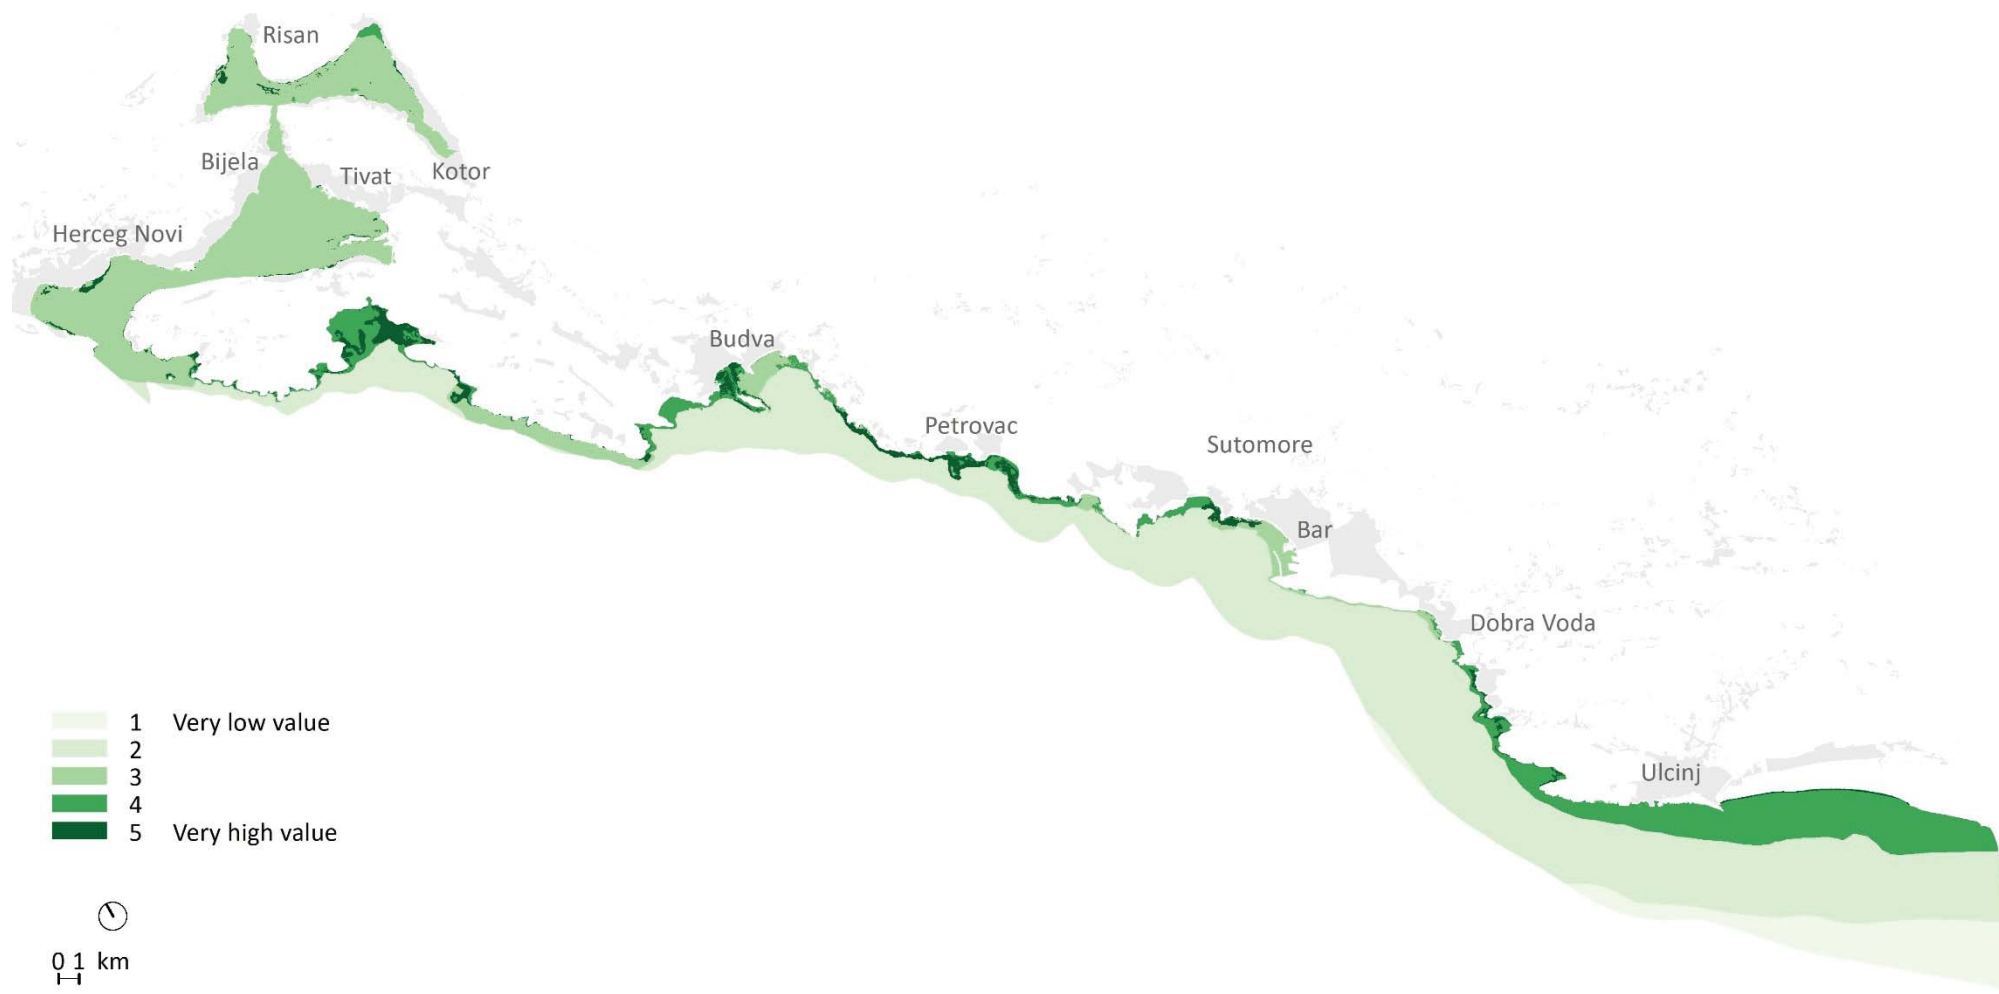 Risan
Bijela
Tivat
Kotor
Herceg Novi
Budva
Petrovac
Sutomore
Bar
Dobra Voda
Ulcinj
1 Very low value
2
3
4
5 Very high value
0 1 km